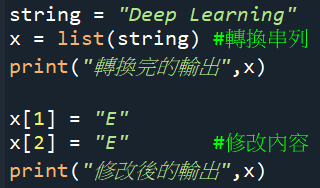 string = "Deep Learning"
x = list(string) #轉換串列
print("轉換完的輸出",x)
x[1] = "E"
x[2] = "E" #修改內容
print("修改後的輸出",x)